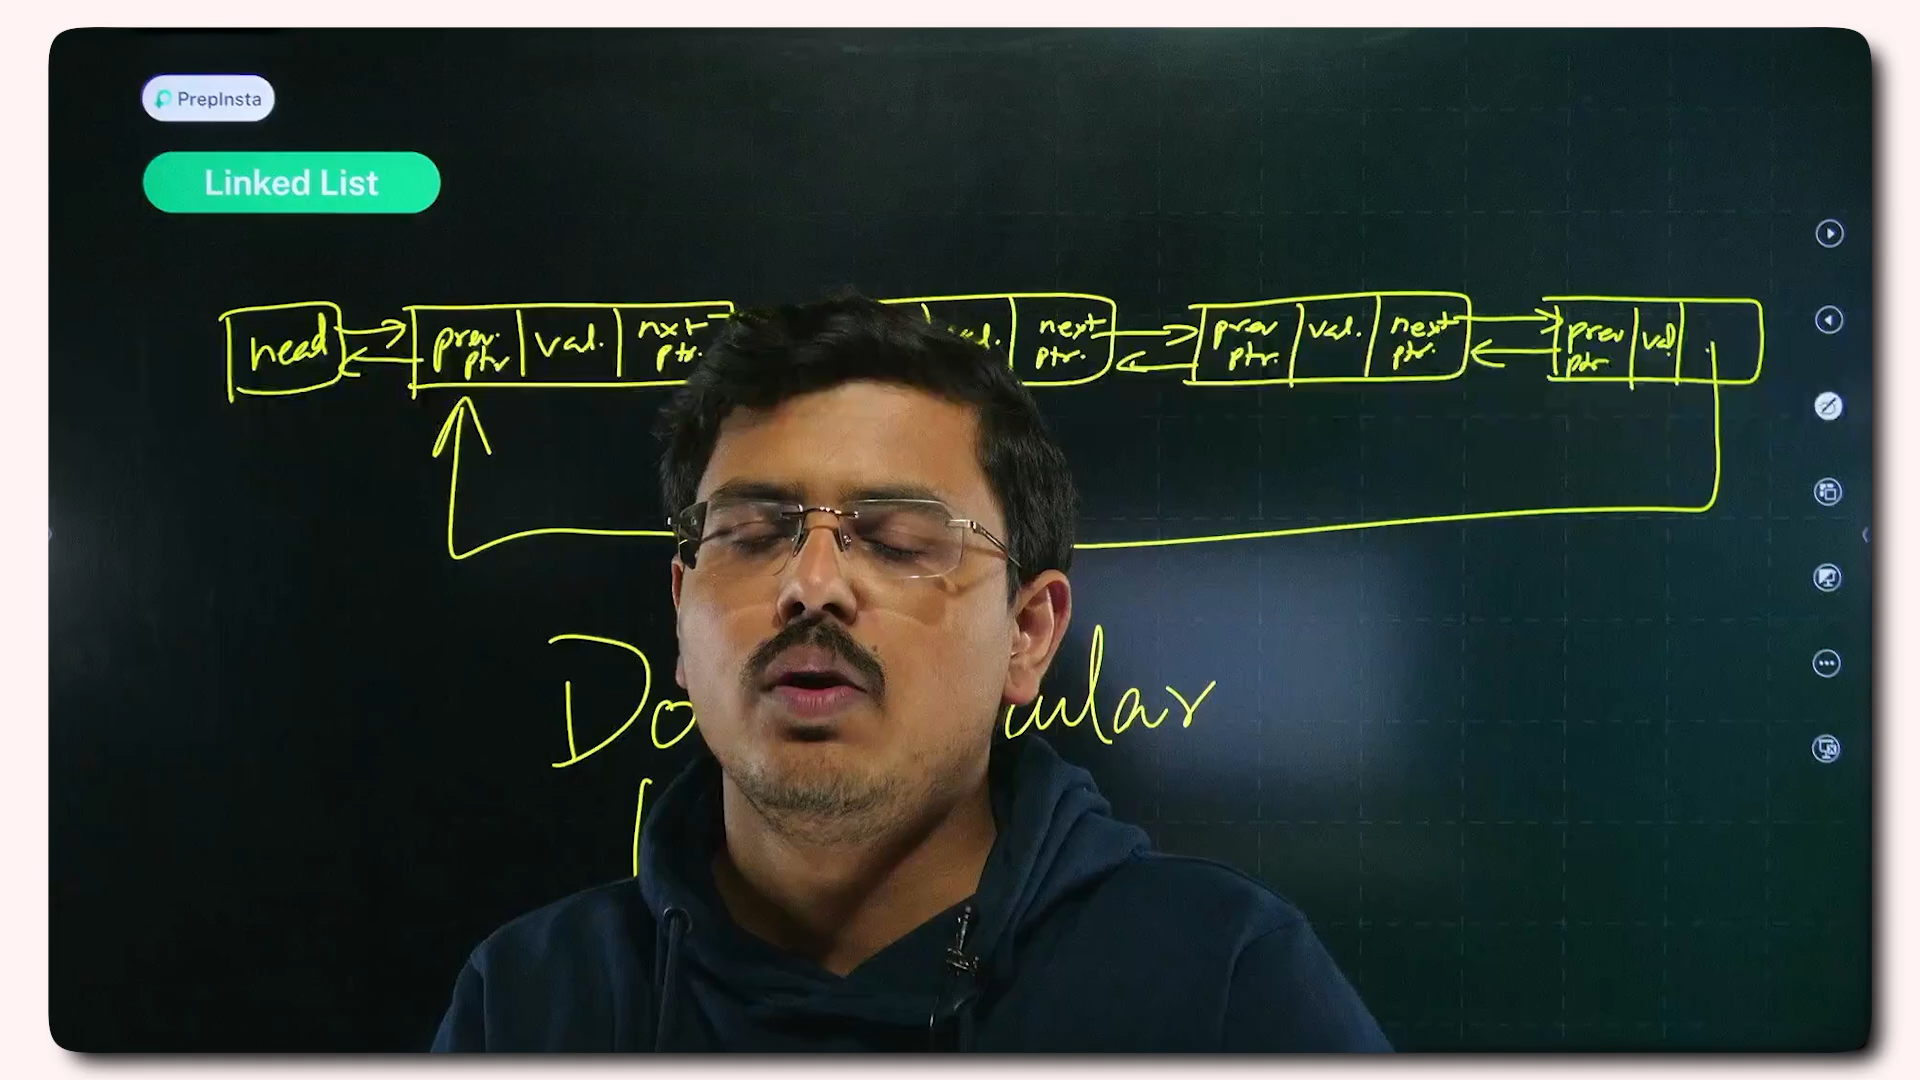 PrepInsta
Linked List
head
prev. ptr val. nxt ptr. next ptr. prev ptr. val. next ptr. prev ptr. val